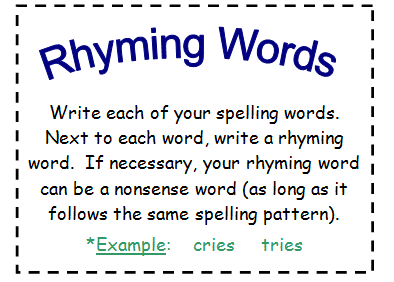 Rhyming Words
Write each of your spelling words.
Next to each word, write a rhyming
word.  If necessary, your rhyming word
can be a nonsense word (as long as it
follows the same spelling pattern).
*Example:    cries    tries